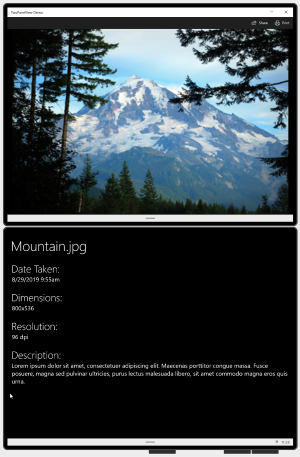 TwoPaneView Demos
Share Print
Mountain.jpg
Date Taken:
8/29/2019 9:55am
Dimensions:
800x536
Resolution:
96 dpi
Description:
Lorem ipsum dolor sit amet, consectetuer adipiscing elit. Maecenas porttitor congue massa. Fusce
posuere, magna sed pulvinar ultricies, purus lectus malesuada libero, sit amet commodo magna eros quis
urna.